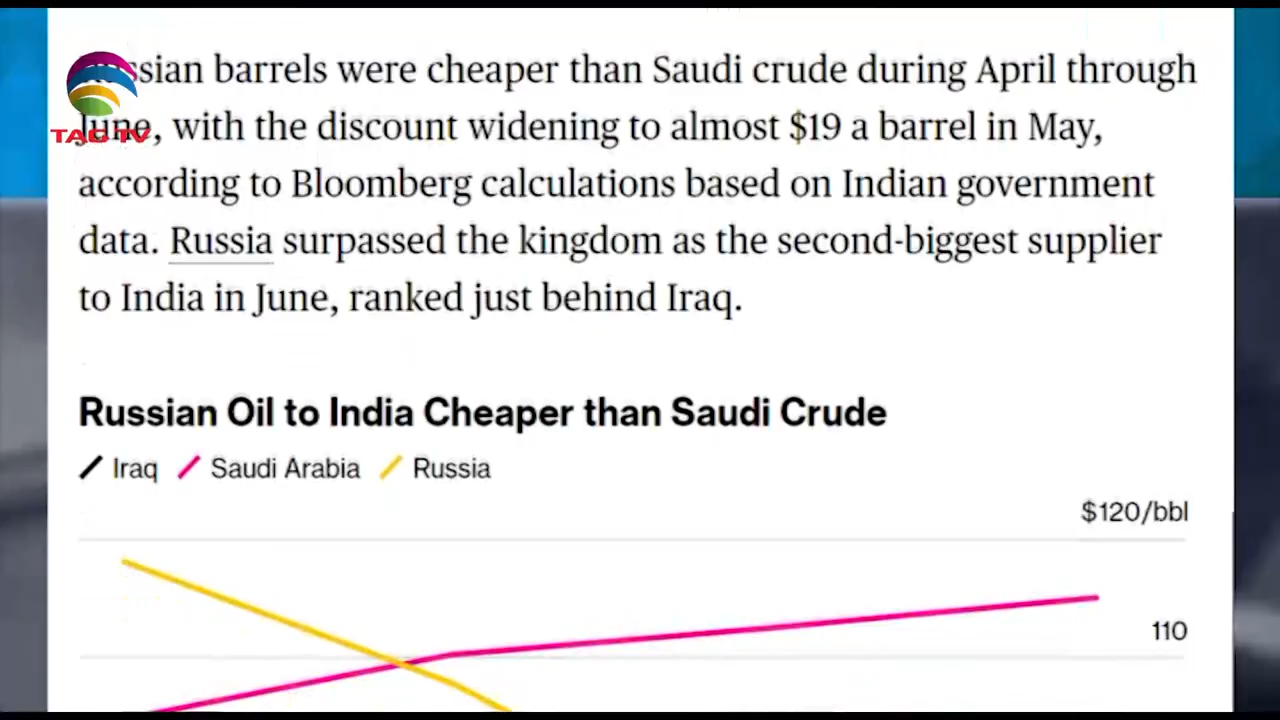 Russian barrels were cheaper than Saudi crude during April through
June, with the discount widening to almost $19 a barrel in May,
according to Bloomberg calculations based on Indian government
data. Russia surpassed the kingdom as the second-biggest supplier
to India in June, ranked just behind Iraq.
TAG TV
Russian Oil to India Cheaper than Saudi Crude
Iraq Saudi Arabia Russia
$120/bbl
110